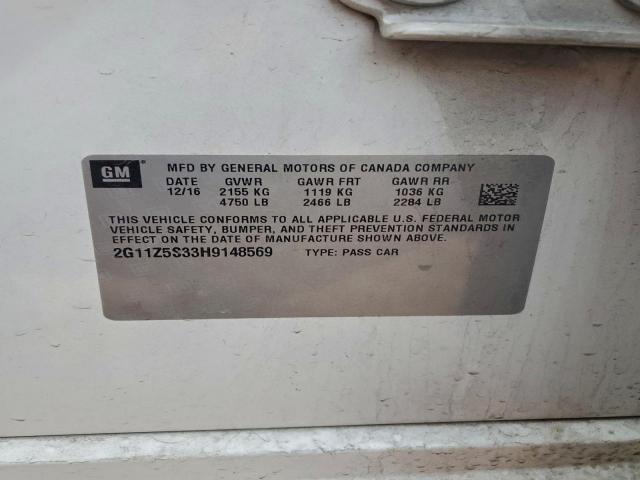 GM
MFD BY GENERAL MOTORS OF CANADA COMPANY
DATE GVWR GAWR FRT GAWR RR
12/16 2155 KG 1119 KG 1036 KG
4750 LB 2466 LB 2284 LB
THIS VEHICLE CONFORMS TO ALL APPLICABLE U.S. FEDERAL MOTOR
VEHICLE SAFETY, BUMPER, AND THEFT PREVENTION STANDARDS
IN EFFECT ON THE DATE OF MANUFACTURE SHOWN ABOVE.
2G11Z5S33H9148569 TYPE: PASS CAR